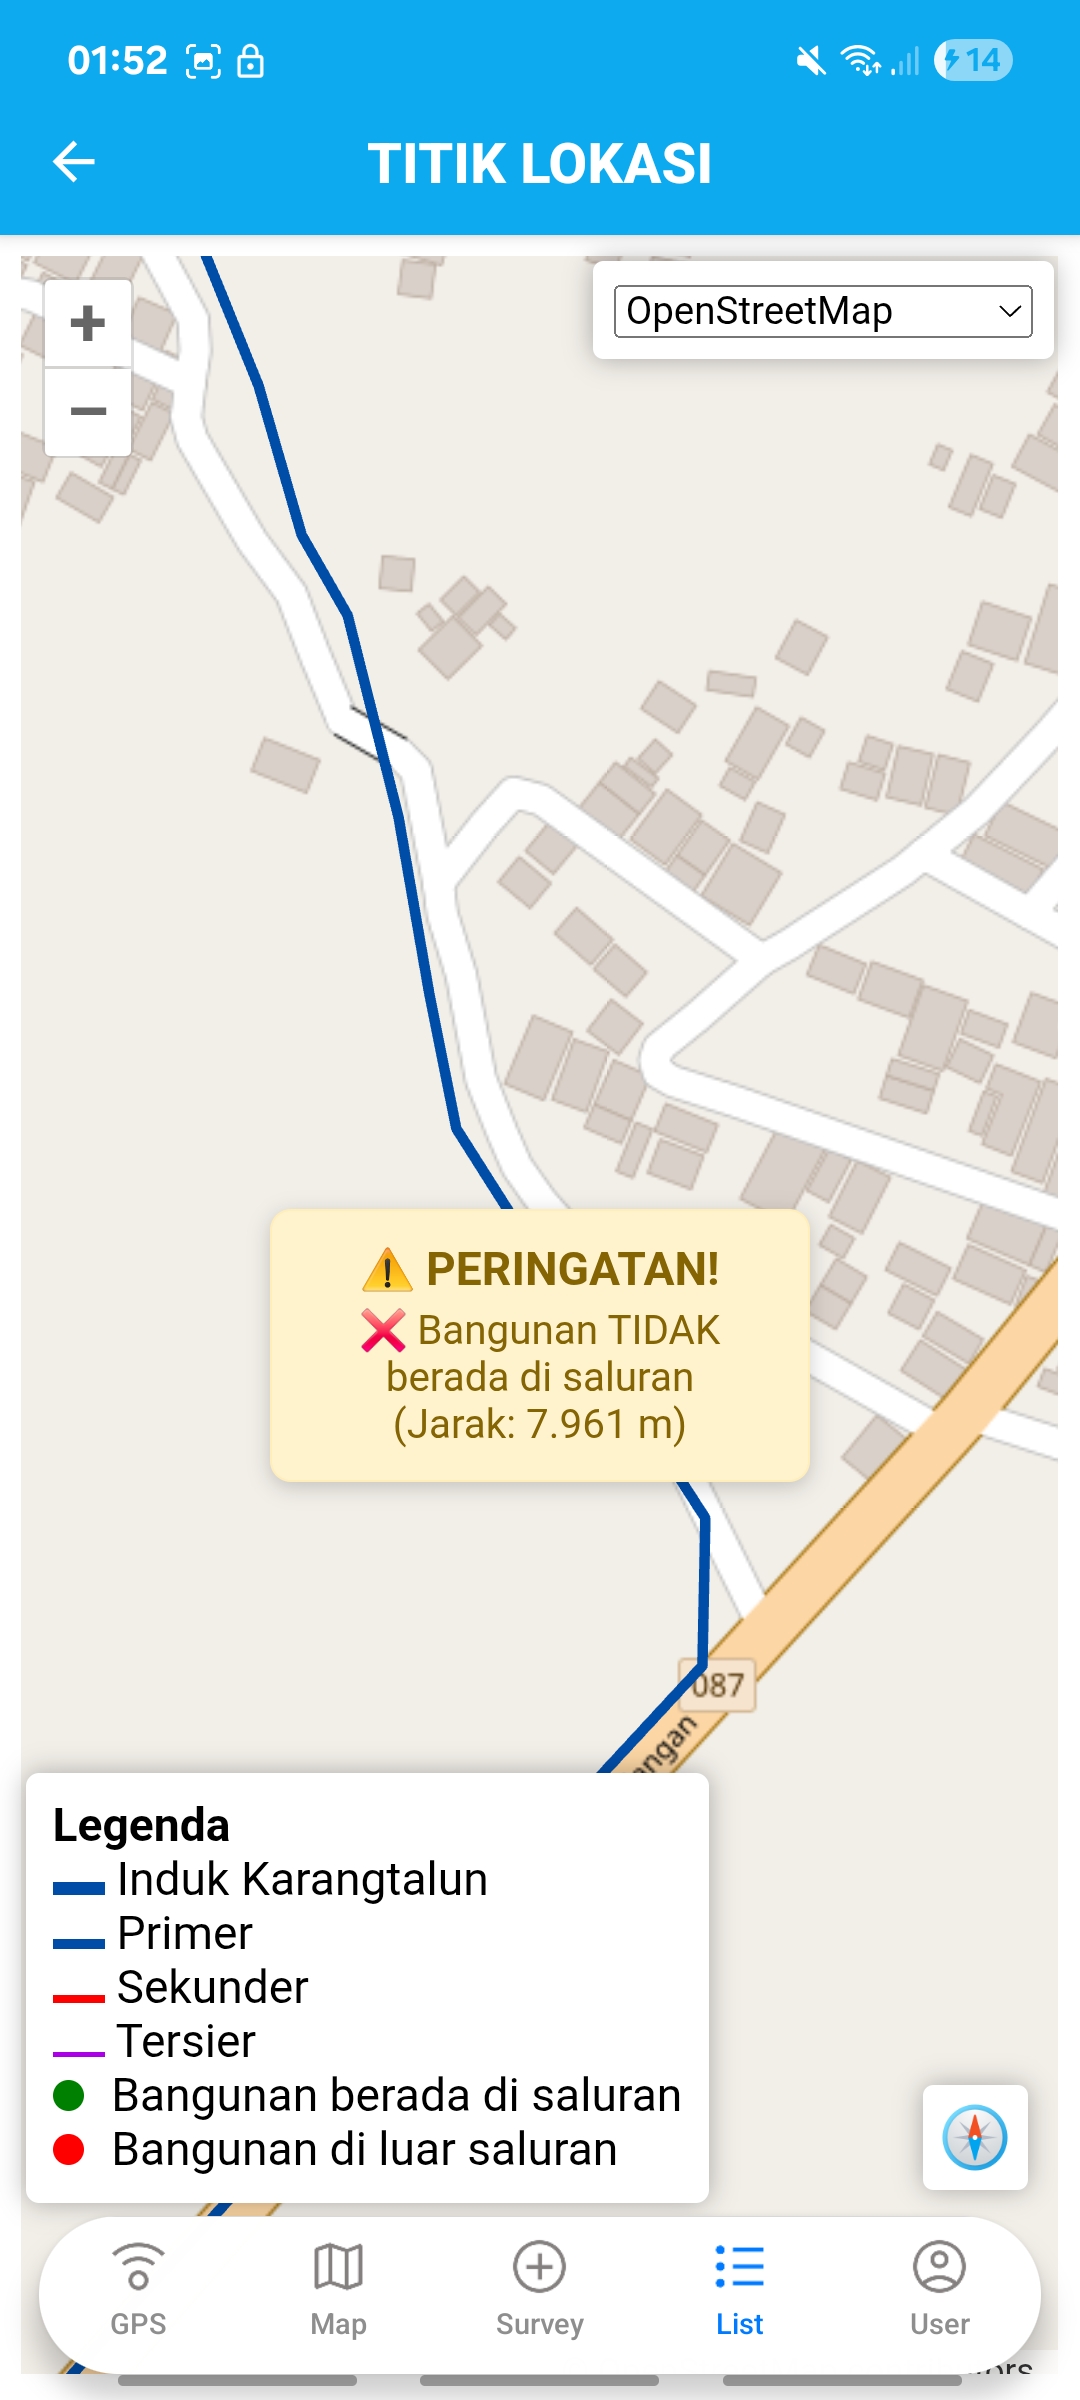 01:52
14
TITIK LOKASI
+
OpenStreetMap
−
⚠️ PERINGATAN!
❌ Bangunan TIDAK
berada di saluran
(Jarak: 7.961 m)
087
angan
Legenda
Induk Karangtalun
Primer
Sekunder
Tersier
Bangunan berada di saluran
Bangunan di luar saluran
GPS
Map
Survey
List
User